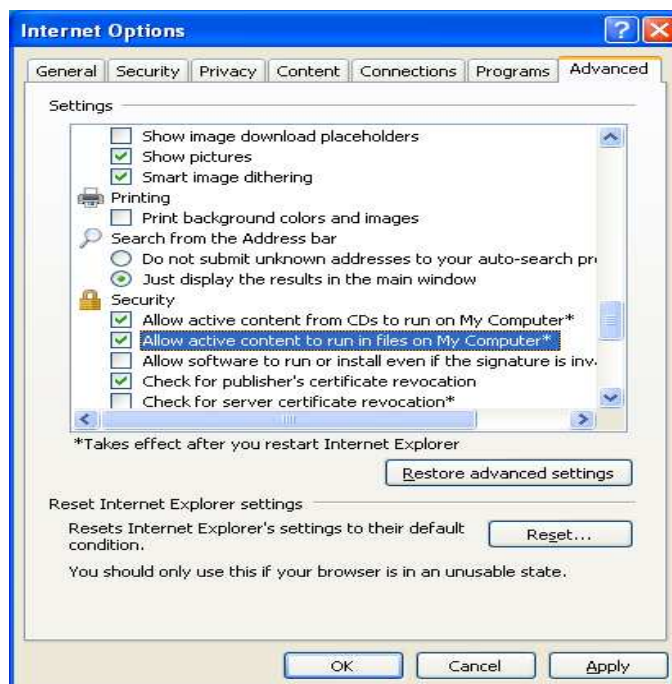 Internet Options
General Security Privacy Content Connections Programs Advanced
Settings
Show image download placeholders
Show pictures
Smart image dithering
Printing
Print background colors and images
Search from the Address bar
Do not submit unknown addresses to your auto-search pr
Just display the results in the main window
Security
Allow active content from CDs to run on My Computer*
Allow active content to run in files on My Computer*
Allow software to run or install even if the signature is inv
Check for publisher's certificate revocation
Check for server certificate revocation*
*Takes effect after you restart Internet Explorer
Restore advanced settings
Reset Internet Explorer settings
Resets Internet Explorer's settings to their default
condition.
Reset...
You should only use this if your browser is in an unusable state.
OK Cancel Apply